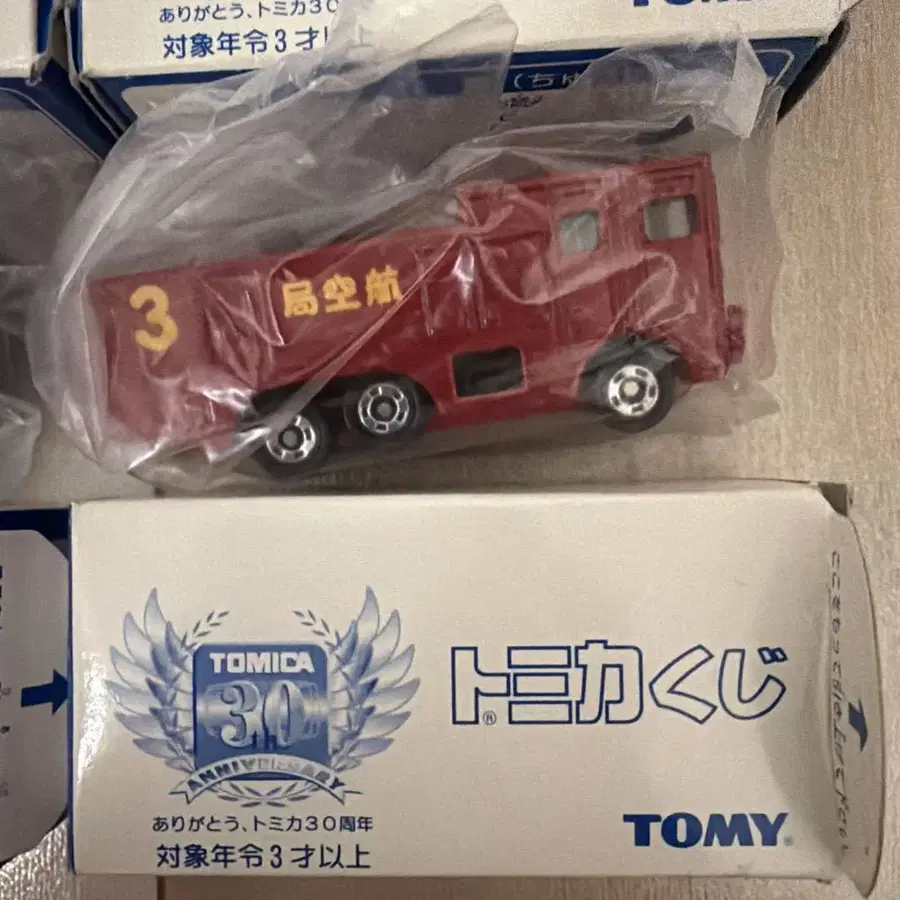 ありがとう、トミカ30
対象年令3才以上
TOMY
(ちゅ
3
局空航
TOMICA
30
ANNIVERSARY
トミカくじ
®
ありがとう、トミカ30周年
対象年令3才以上
TOMY®